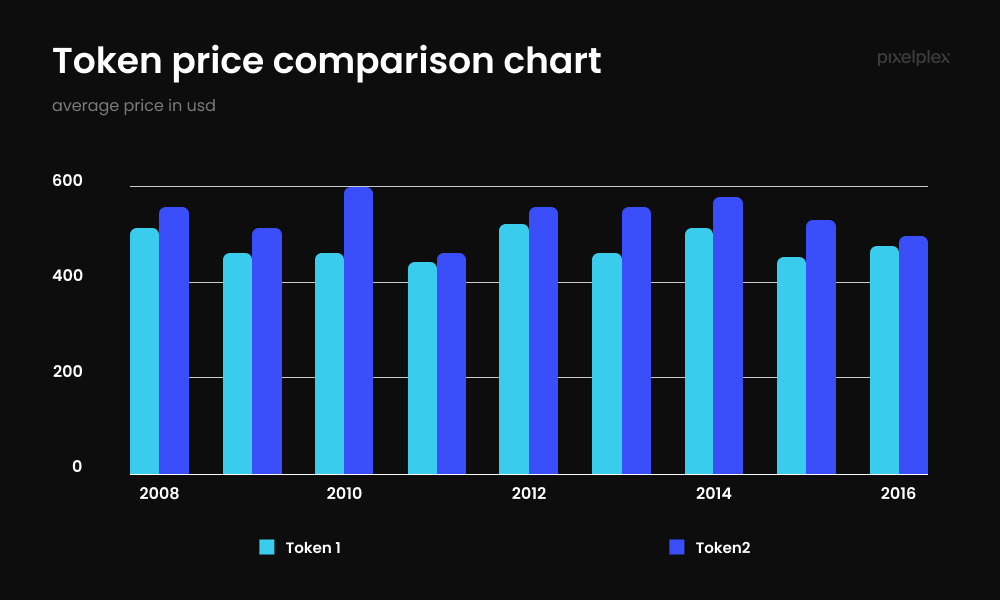 Token price comparison chart
pixelplex
average price in usd
600
400
200
0
2008 2010 2012 2014 2016
Token 1 Token2